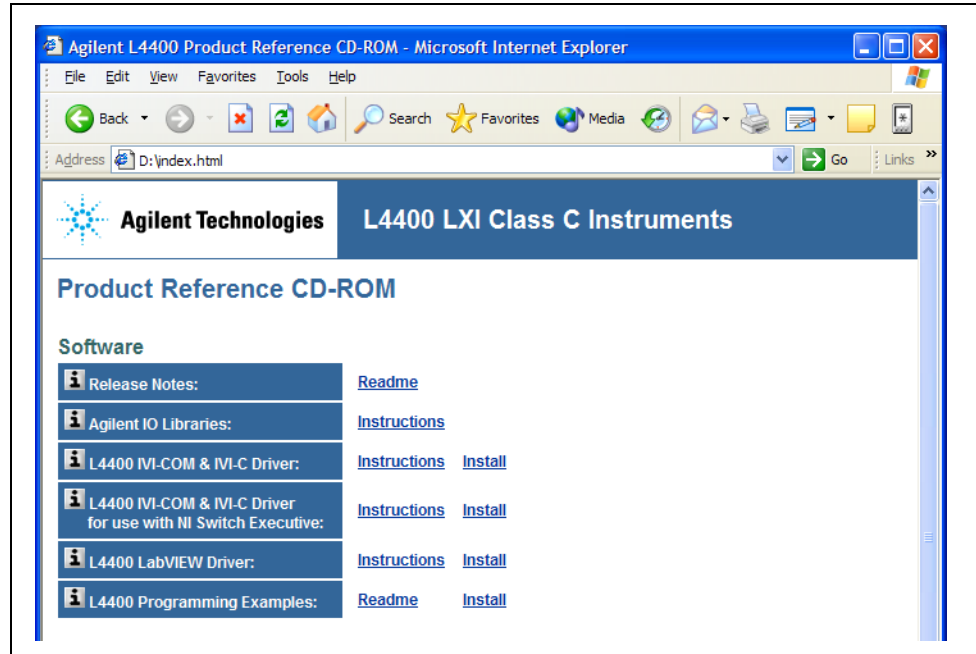 Agilent L4400 Product Reference CD-ROM - Microsoft Internet Explorer
File Edit View Favorites Tools Help
Back Search Favorites Media
Address D:\index.html Go Links »
Agilent Technologies L4400 LXI Class C Instruments
Product Reference CD-ROM
Software
Release Notes: Readme
Agilent IO Libraries: Instructions
L4400 IVI-COM & IVI-C Driver: Instructions Install
L4400 IVI-COM & IVI-C Driver
for use with NI Switch Executive: Instructions Install
L4400 LabVIEW Driver: Instructions Install
L4400 Programming Examples: Readme Install